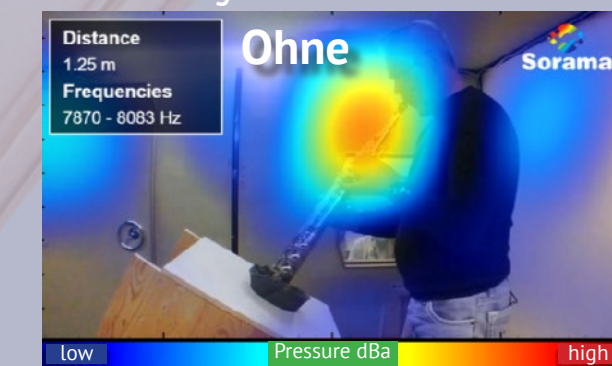 Distance
1.25 m
Frequencies
7870 - 8083 Hz
Ohne
Sorama
low
Pressure dBa
high